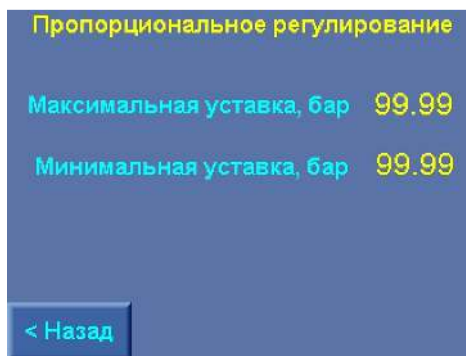 Пропорциональное регулирование
Максимальная уставка, бар 99.99
Минимальная уставка, бар 99.99
< Назад